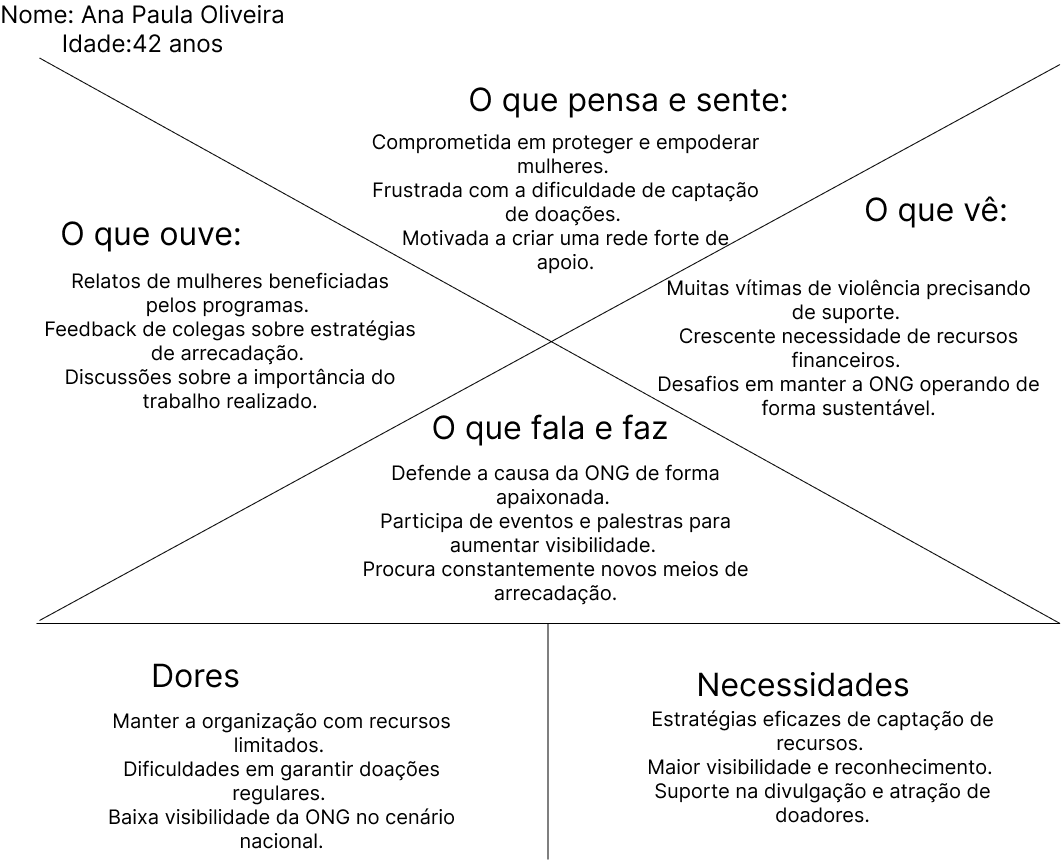 Nome: Ana Paula Oliveira
Idade:42 anos
O que pensa e sente:
Comprometida em proteger e empoderar
mulheres.
Frustrada com a dificuldade de captação
de doações.
Motivada a criar uma rede forte de
apoio.
O que ouve:
Relatos de mulheres beneficiadas
pelos programas.
Feedback de colegas sobre estratégias
de arrecadação.
Discussões sobre a importância do
trabalho realizado.
O que vê:
Muitas vítimas de violência precisando
de suporte.
Crescente necessidade de recursos
financeiros.
Desafios em manter a ONG operando de
forma sustentável.
O que fala e faz
Defende a causa da ONG de forma
apaixonada.
Participa de eventos e palestras para
aumentar visibilidade.
Procura constantemente novos meios de
arrecadação.
Dores
Manter a organização com recursos
limitados.
Dificuldades em garantir doações
regulares.
Baixa visibilidade da ONG no cenário
nacional.
Necessidades
Estratégias eficazes de captação de
recursos.
Maior visibilidade e reconhecimento.
Suporte na divulgação e atração de
doadores.